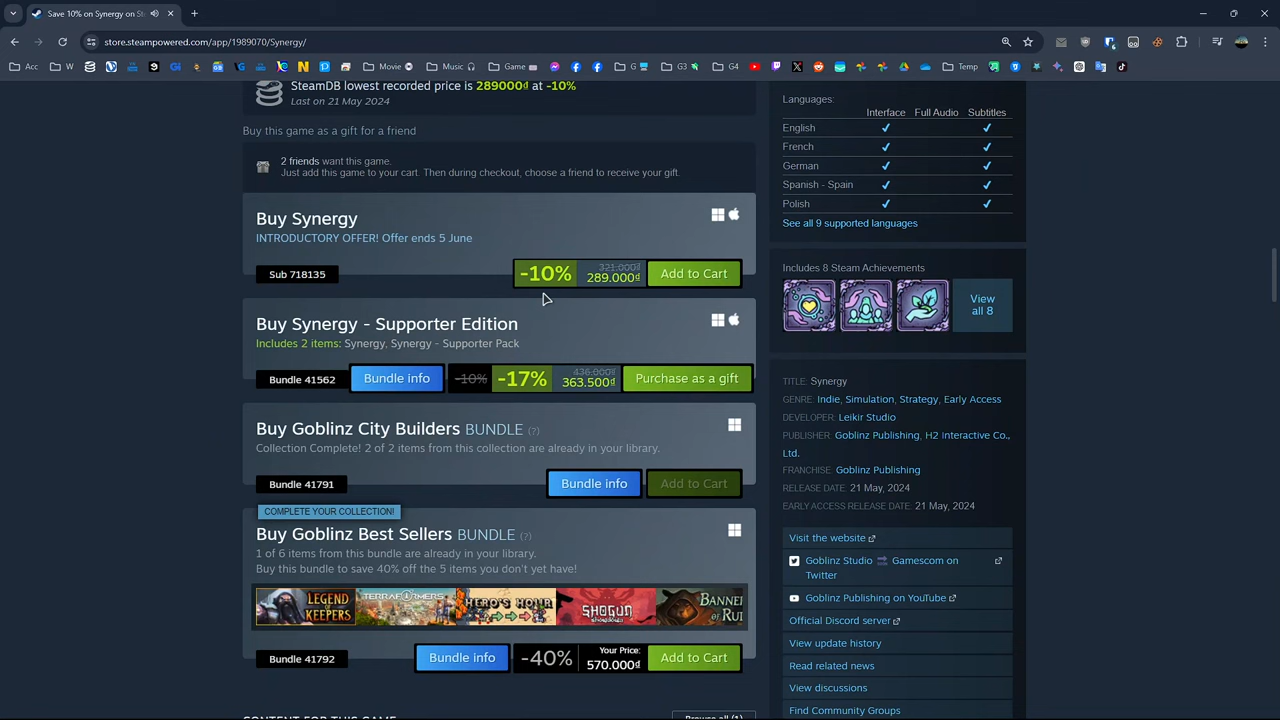 Save 10% on Synergy on St
store.steampowered.com/app/1989070/Synergy/
Acc
W
Movie
Music
Game
G
G3
G4
Temp
SteamDB lowest recorded price is 289000₫ at -10%
Last on 21 May 2024
Buy this game as a gift for a friend
2 friends want this game.
Just add this game to your cart. Then during checkout, choose a friend to receive your gift.
Buy Synergy
INTRODUCTORY OFFER! Offer ends 5 June
Sub 718135
-10%
321.000₫
289.000₫
Add to Cart
Buy Synergy - Supporter Edition
Includes 2 items: Synergy, Synergy - Supporter Pack
Bundle 41562
Bundle info
-10%
-17%
436.000₫
363.500₫
Purchase as a gift
Buy Goblinz City Builders BUNDLE (?)
Collection Complete! 2 of 2 items from this collection are already in your library.
Bundle 41791
Bundle info
Add to Cart
COMPLETE YOUR COLLECTION!
Buy Goblinz Best Sellers BUNDLE (?)
1 of 6 items from this bundle are already in your library.
Buy this bundle to save 40% off the 5 items you don't yet have!
LEGEND OF KEEPERS
TERRAFORMERS
HERO'S HOUR
SHOGUN
SHOWDOWN
BANNE
OF RU
Bundle 41792
Bundle info
-40%
Your Price:
570.000₫
Add to Cart
CONTENT FOR THIS GAME
Browse all (1)
Languages:
Interface Full Audio Subtitles
English ✔ ✔
French ✔ ✔
German ✔ ✔
Spanish - Spain ✔ ✔
Polish ✔ ✔
See all 9 supported languages
Includes 8 Steam Achievements
View
all 8
TITLE: Synergy
GENRE: Indie, Simulation, Strategy, Early Access
DEVELOPER: Leikir Studio
PUBLISHER: Goblinz Publishing, H2 Interactive Co.,
Ltd.
FRANCHISE: Goblinz Publishing
RELEASE DATE: 21 May, 2024
EARLY ACCESS RELEASE DATE: 21 May, 2024
Visit the website
Goblinz Studio Gamescom on
Twitter
Goblinz Publishing on YouTube
Official Discord server
View update history
Read related news
View discussions
Find Community Groups